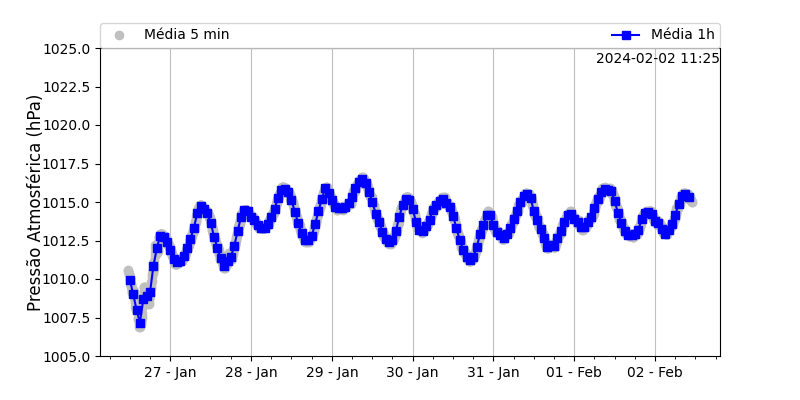 Média 5 min
Média 1h
2024-02-02 11:25
Pressão Atmosférica (hPa)
1025.0
1022.5
1020.0
1017.5
1015.0
1012.5
1010.0
1007.5
1005.0
27 - Jan
28 - Jan
29 - Jan
30 - Jan
31 - Jan
01 - Feb
02 - Feb